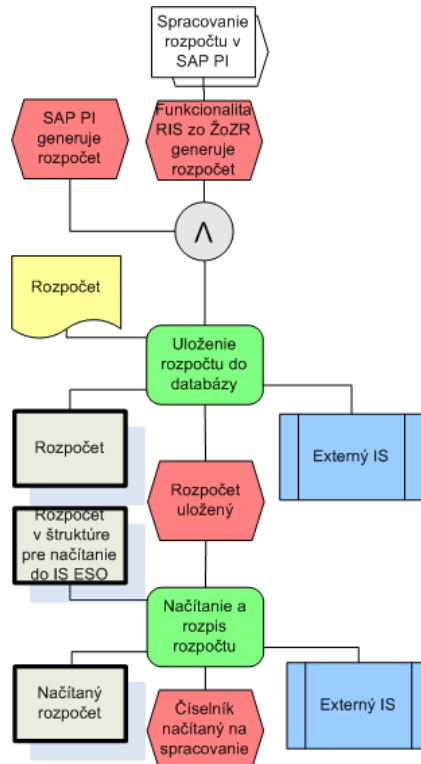 Spracovanie
rozpočtu v
SAP PI
SAP PI
generuje
rozpočet
Funkcionalita
RIS zo ŽoZR
generuje
rozpočet
Λ
Rozpočet
Uloženie
rozpočtu do
databázy
Rozpočet
Externý IS
Rozpočet
uložený
Rozpočet
v štruktúre
pre načítanie
do IS ESO
Načítanie a
rozpis
rozpočtu
Načítaný
rozpočet
Číselník
načítaný na
spracovanie
Externý IS